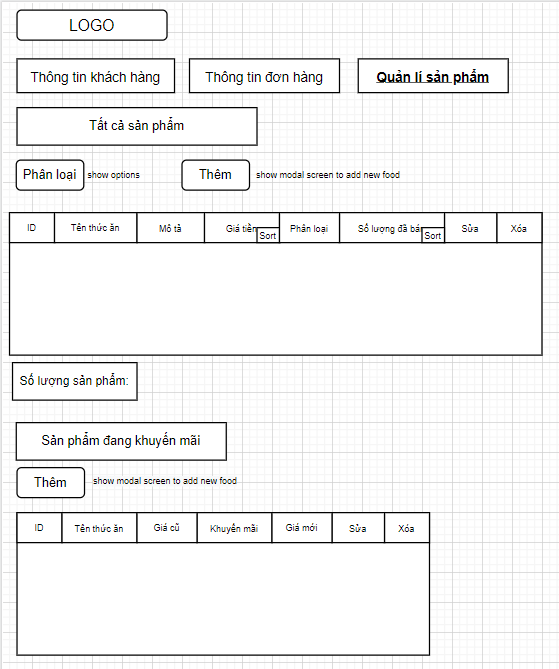 LOGO
Thông tin khách hàng Thông tin đơn hàng Quản lí sản phẩm
Tất cả sản phẩm
Phân loại show options Thêm show modal screen to add new food
ID Tên thức ăn Mô tả Giá tiền Sort Phân loại Số lượng đã bán Sort Sửa Xóa
Số lượng sản phẩm:
Sản phẩm đang khuyến mãi
Thêm show modal screen to add new food
ID Tên thức ăn Giá cũ Khuyến mãi Giá mới Sửa Xóa